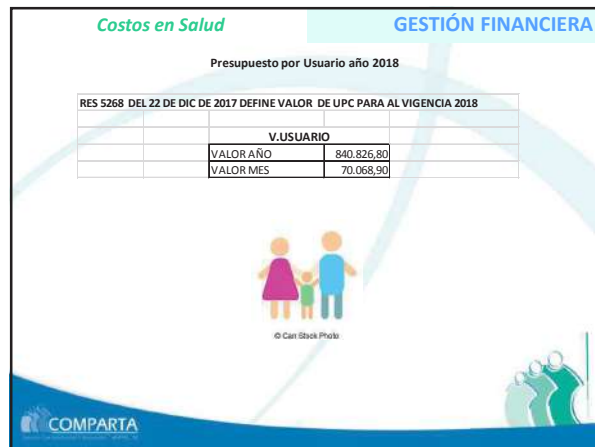 Costos en Salud
GESTIÓN FINANCIERA
Presupuesto por Usuario año 2018
RES 5268 DEL 22 DE DIC DE 2017 DEFINE VALOR DE UPC PARA AL VIGENCIA 2018
V.USUARIO
VALOR AÑO 840.826,80
VALOR MES 70.068,90
© Can Stock Photo
COMPARTA